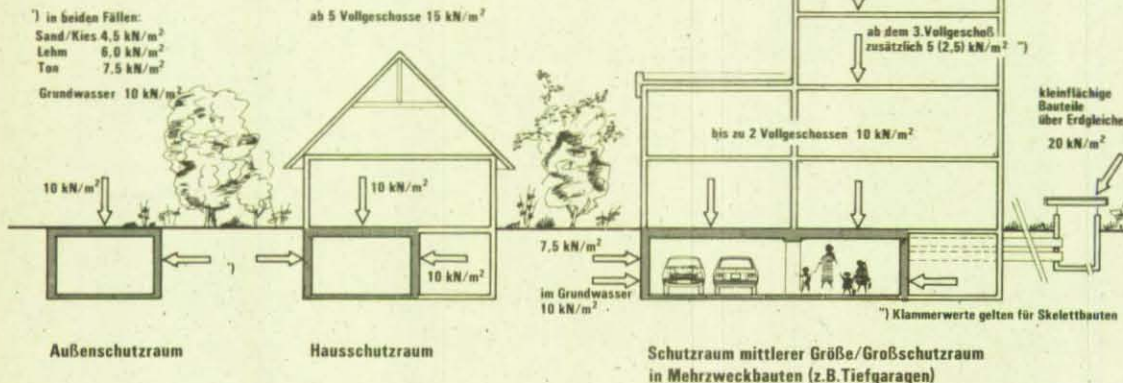 *) in beiden Fällen:
Sand/Kies 4,5 kN/m²
Lehm 6,0 kN/m²
Ton 7,5 kN/m²
Grundwasser 10 kN/m²
ab 5 Vollgeschosse 15 kN/m²
ab dem 3.Vollgeschoß
zusätzlich 5 (2,5) kN/m² **)
kleinflächige
Bauteile
über Erdgleiche
20 kN/m²
bis zu 2 Vollgeschossen 10 kN/m²
10 kN/m²
10 kN/m²
*)
10 kN/m²
7,5 kN/m²
im Grundwasser
10 kN/m²
**) Klammerwerte gelten für Skelettbauten
Außenschutzraum
Hausschutzraum
Schutzraum mittlerer Größe/Großschutzraum
in Mehrzweckbauten (z.B.Tiefgaragen)